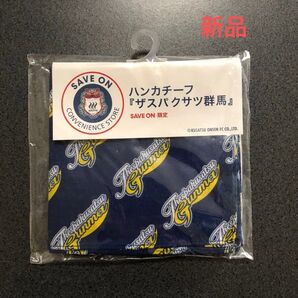 新品
SAVE ON
CONVENIENCE STORE
ハンカチーフ
『ザスパクサツ群馬』
SAVE ON 限定
©KUSATSU ONSEN FC CO.,LTD.
Thespakusatsu
Gunma